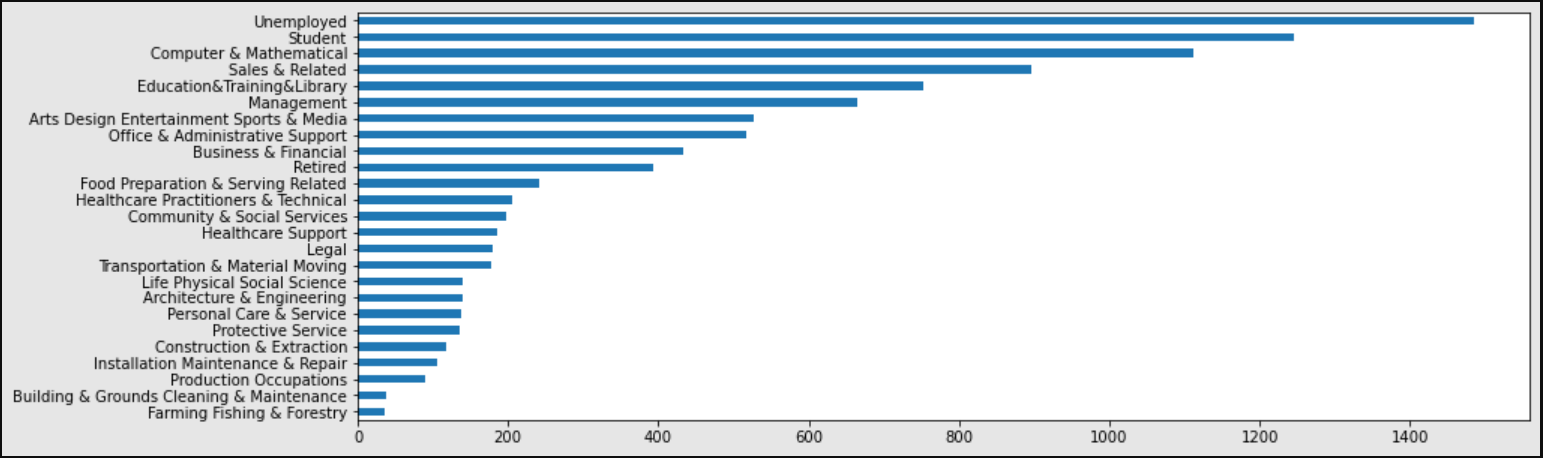 Unemployed
Student
Computer & Mathematical
Sales & Related
Education&Training&Library
Management
Arts Design Entertainment Sports & Media
Office & Administrative Support
Business & Financial
Retired
Food Preparation & Serving Related
Healthcare Practitioners & Technical
Community & Social Services
Healthcare Support
Legal
Transportation & Material Moving
Life Physical Social Science
Architecture & Engineering
Personal Care & Service
Protective Service
Construction & Extraction
Installation Maintenance & Repair
Production Occupations
Building & Grounds Cleaning & Maintenance
Farming Fishing & Forestry
0 200 400 600 800 1000 1200 1400